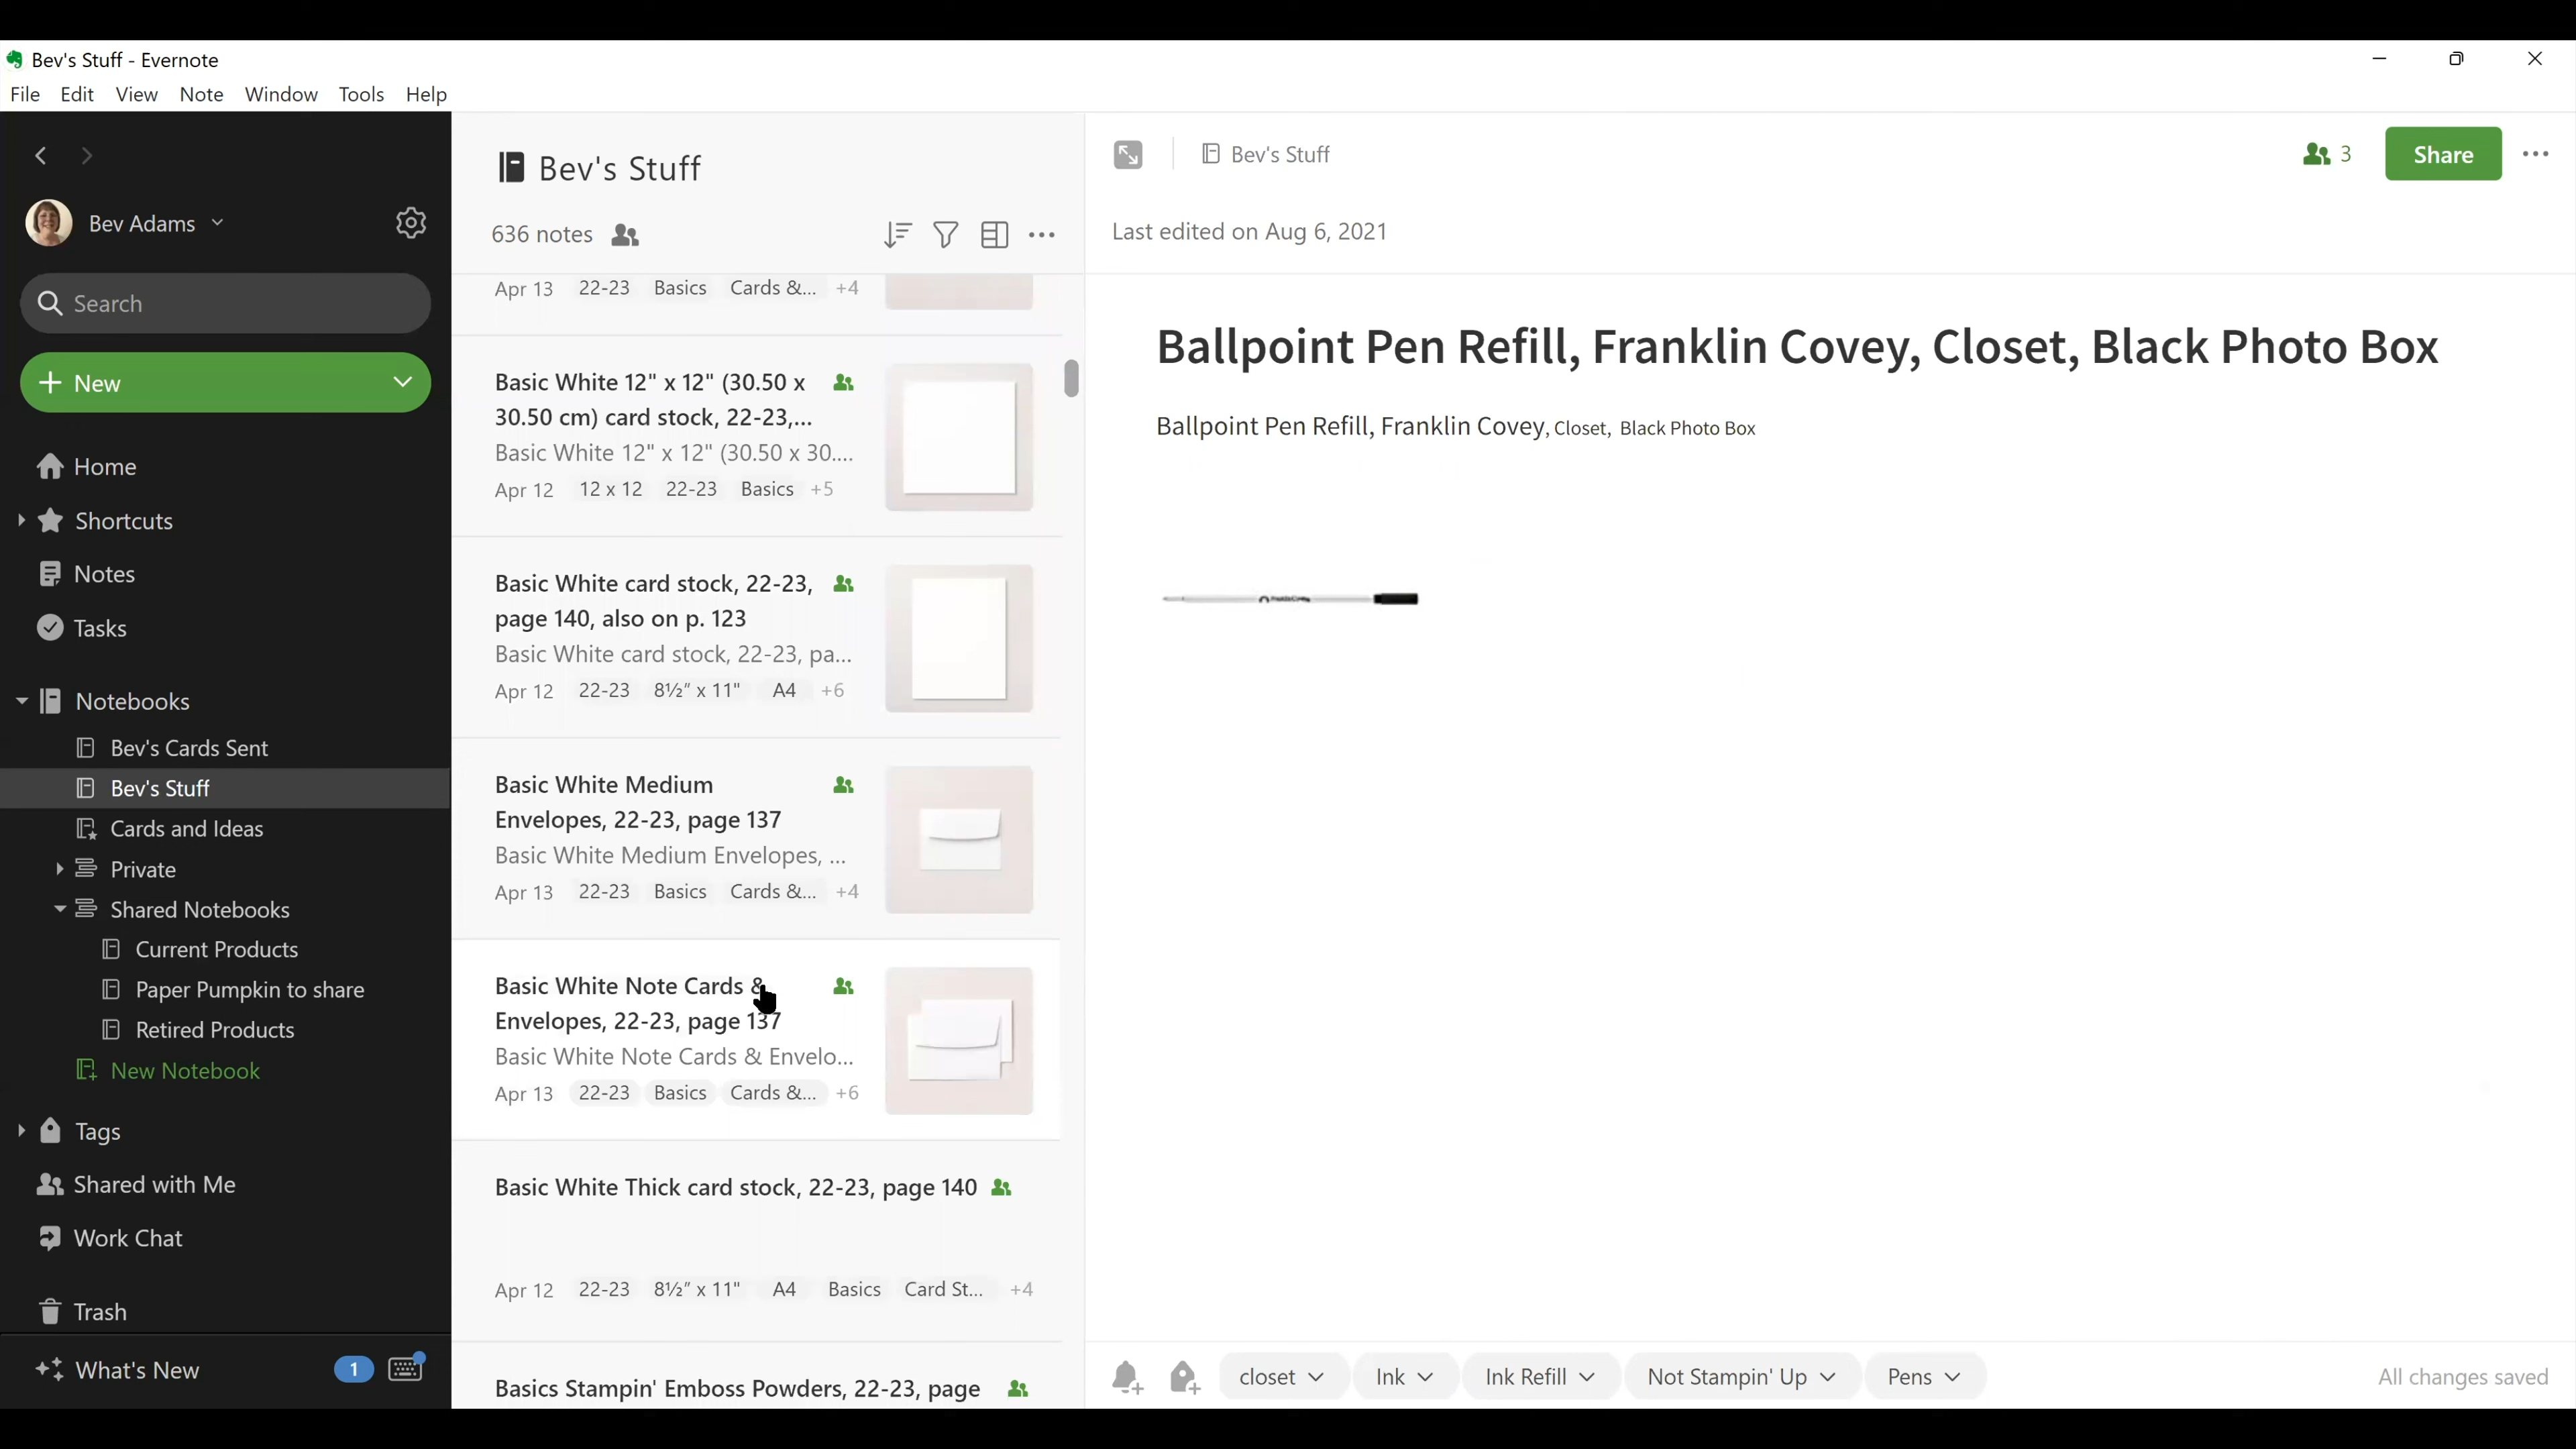 Bev's Stuff - Evernote
File Edit View Note Window Tools Help
Bev Adams
Search
New
Home
Shortcuts
Notes
Tasks
Notebooks
Bev's Cards Sent
Bev's Stuff
Cards and Ideas
Private
Shared Notebooks
Current Products
Paper Pumpkin to share
Retired Products
New Notebook
Tags
Shared with Me
Work Chat
Trash
What's New 1
Bev's Stuff
636 notes
Apr 13 22-23 Basics Cards &... +4
Basic White 12" x 12" (30.50 x
30.50 cm) card stock, 22-23,...
Basic White 12" x 12" (30.50 x 30....
Apr 12 12 x 12 22-23 Basics +5
Basic White card stock, 22-23,
page 140, also on p. 123
Basic White card stock, 22-23, pa...
Apr 12 22-23 8½" x 11" A4 +6
Basic White Medium
Envelopes, 22-23, page 137
Basic White Medium Envelopes, ...
Apr 13 22-23 Basics Cards &... +4
Basic White Note Cards &
Envelopes, 22-23, page 137
Basic White Note Cards & Envelo...
Apr 13 22-23 Basics Cards &... +6
Basic White Thick card stock, 22-23, page 140
Apr 12 22-23 8½" x 11" A4 Basics Card St... +4
Basics Stampin' Emboss Powders, 22-23, page
Bev's Stuff
3 Share
Last edited on Aug 6, 2021
Ballpoint Pen Refill, Franklin Covey, Closet, Black Photo Box
Ballpoint Pen Refill, Franklin Covey, Closet, Black Photo Box
closet Ink Ink Refill Not Stampin' Up Pens
All changes saved